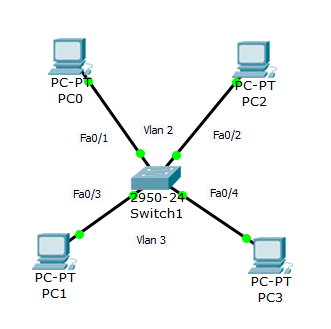 PC-PT
PC0
PC-PT
PC2
Vlan 2
Fa0/1
Fa0/2
2950-24
Switch1
Fa0/3
Fa0/4
Vlan 3
PC-PT
PC1
PC-PT
PC3